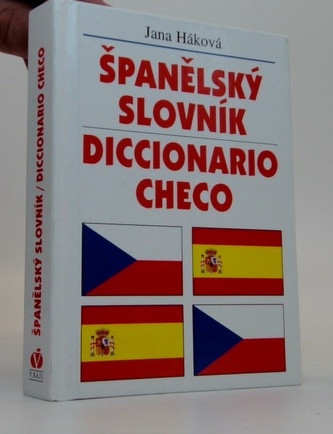 Jana Háková
ŠPANĚLSKÝ
SLOVNÍK
DICCIONARIO
CHECO
ŠPANĚLSKÝ SLOVNÍK / DICCIONARIO CHECO
V